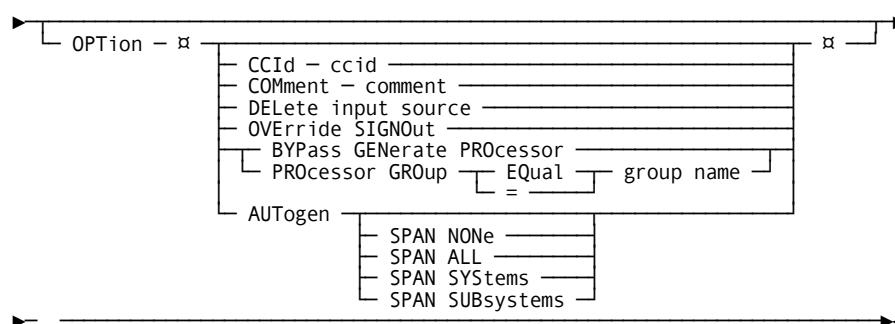 OPTion — ¤ ¤
CCId — ccid
COMment — comment
DELete input source
OVErride SIGNOut
BYPass GENerate PROcessor
PROcessor GROup EQual group name
=
AUTogen
SPAN NONe
SPAN ALL
SPAN SYStems
SPAN SUBsystems